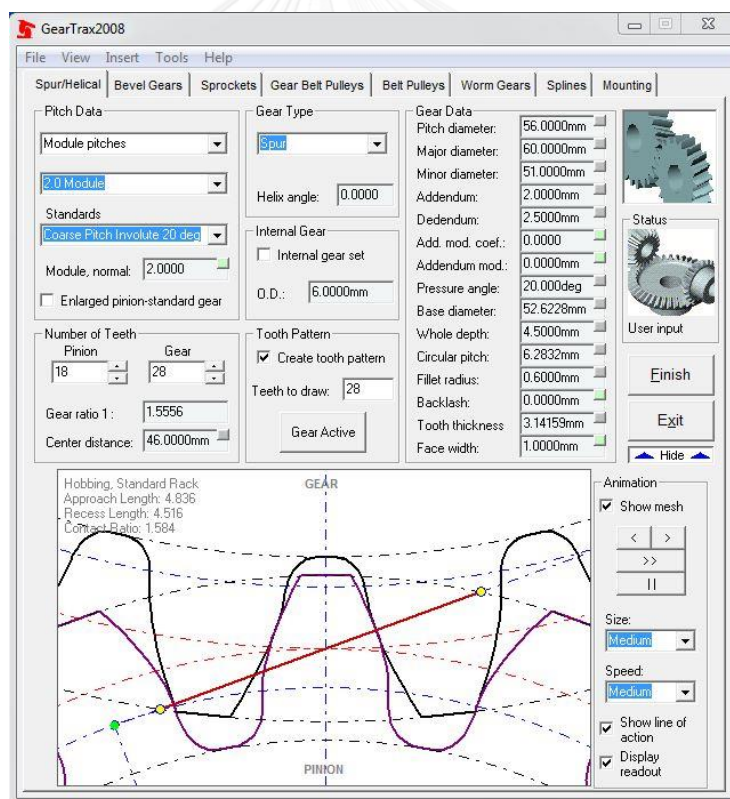 GearTrax2008
File View Insert Tools Help
Spur/Helical Bevel Gears Sprockets Gear Belt Pulleys Belt Pulleys Worm Gears Splines Mounting
Pitch Data
Module pitches
2.0 Module
Standards
Coarse Pitch Involute 20 deg
Module, normal: 2.0000
Enlarged pinion-standard gear
Gear Type
Spur
Helix angle: 0.0000
Internal Gear
Internal gear set
O.D.: 6.0000mm
Gear Data
Pitch diameter: 56.0000mm
Major diameter: 60.0000mm
Minor diameter: 51.0000mm
Addendum: 2.0000mm
Dedendum: 2.5000mm
Add. mod. coef.: 0.0000
Addendum mod.: 0.0000mm
Pressure angle: 20.000deg
Base diameter: 52.6228mm
Whole depth: 4.5000mm
Circular pitch: 6.2832mm
Fillet radius: 0.6000mm
Backlash: 0.0000mm
Tooth thickness 3.14159mm
Face width: 1.0000mm
Status
User input
Number of Teeth
Pinion Gear
18 28
Gear ratio 1 : 1.5556
Center distance: 46.0000mm
Tooth Pattern
Create tooth pattern
Teeth to draw: 28
Gear Active
Finish
Exit
Hide
Hobbing, Standard Rack
Approach Length: 4.836
Recess Length: 4.516
Contact Ratio: 1.584
GEAR
PINION
Animation
Show mesh
< >
>>
||
Size:
Medium
Speed:
Medium
Show line of
action
Display
readout